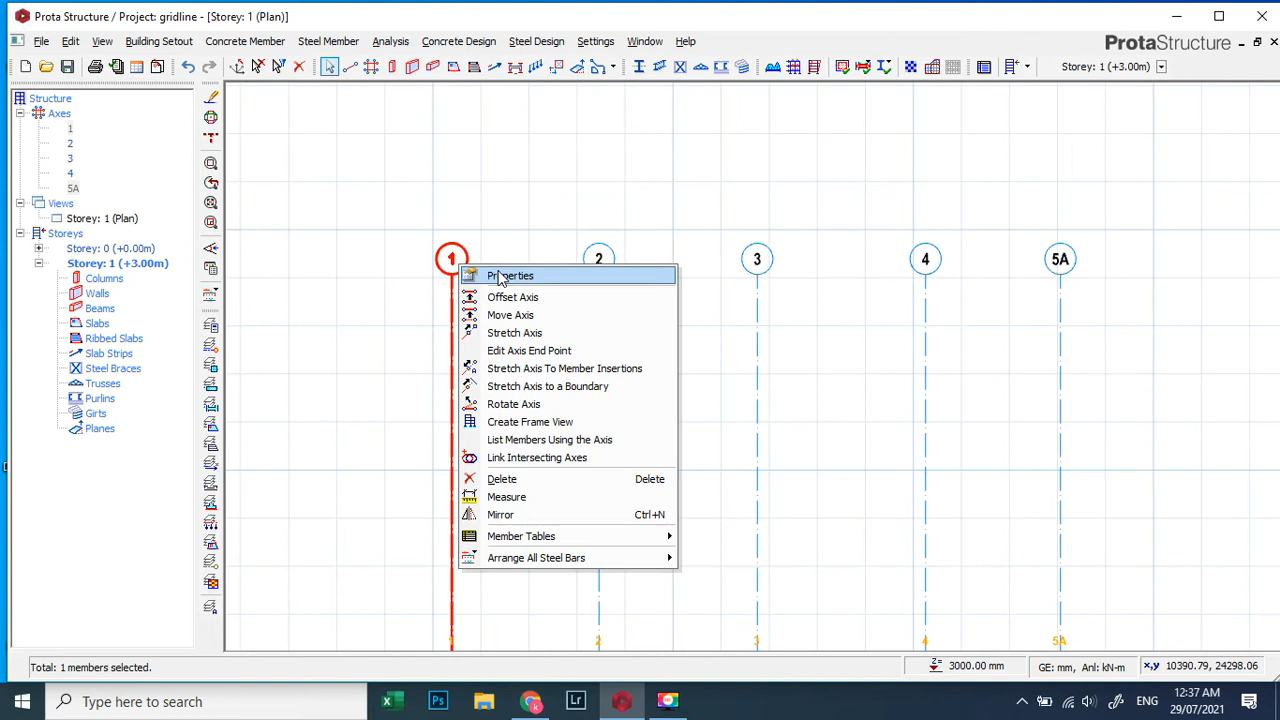 Prota Structure / Project: gridline - [Storey: 1 (Plan)]
File Edit View Building Setout Concrete Member Steel Member Analysis Concrete Design Steel Design Settings Window Help
ProtaStructure
Storey: 1 (+3.00m)
Structure
Axes
1
2
3
4
5A
Views
Storey: 1 (Plan)
Storeys
Storey: 0 (+0.00m)
Storey: 1 (+3.00m)
Columns
Walls
Beams
Slabs
Ribbed Slabs
Slab Strips
Steel Braces
Trusses
Purlins
Girts
Planes
1 2 3 4 5A
Properties
Offset Axis
Move Axis
Stretch Axis
Edit Axis End Point
Stretch Axis To Member Insertions
Stretch Axis to a Boundary
Rotate Axis
Create Frame View
List Members Using the Axis
Link Intersecting Axes
Delete Delete
Measure
Mirror Ctrl+N
Member Tables
Arrange All Steel Bars
1 2 3 4 5A
Total: 1 members selected.
Z= 3000.00 mm
GE: mm, Anl: kN-m
x,y 10390.79, 24298.06
Type here to search
Ps
Lr
ENG
12:37 AM
29/07/2021